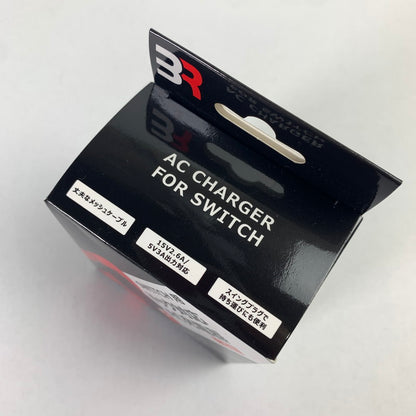 BR
AC CHARGER
FOR SWITCH
丈夫なメッシュケーブル
15V2.6A/
5V3A出力対応
スイングプラグで
持ち運びにも便利